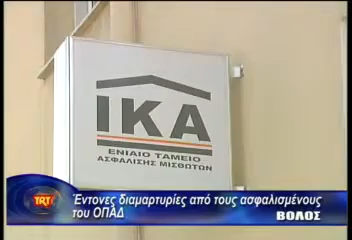 ΙΚΑ
ΕΝΙΑΙΟ ΤΑΜΕΙΟ
ΑΣΦΑΛΙΣΗΣ ΜΙΣΘΩΤΩΝ
TRT
Έντονες διαμαρτυρίες από τους ασφαλισμένους
του ΟΠΑΔ
ΒΟΛΟΣ